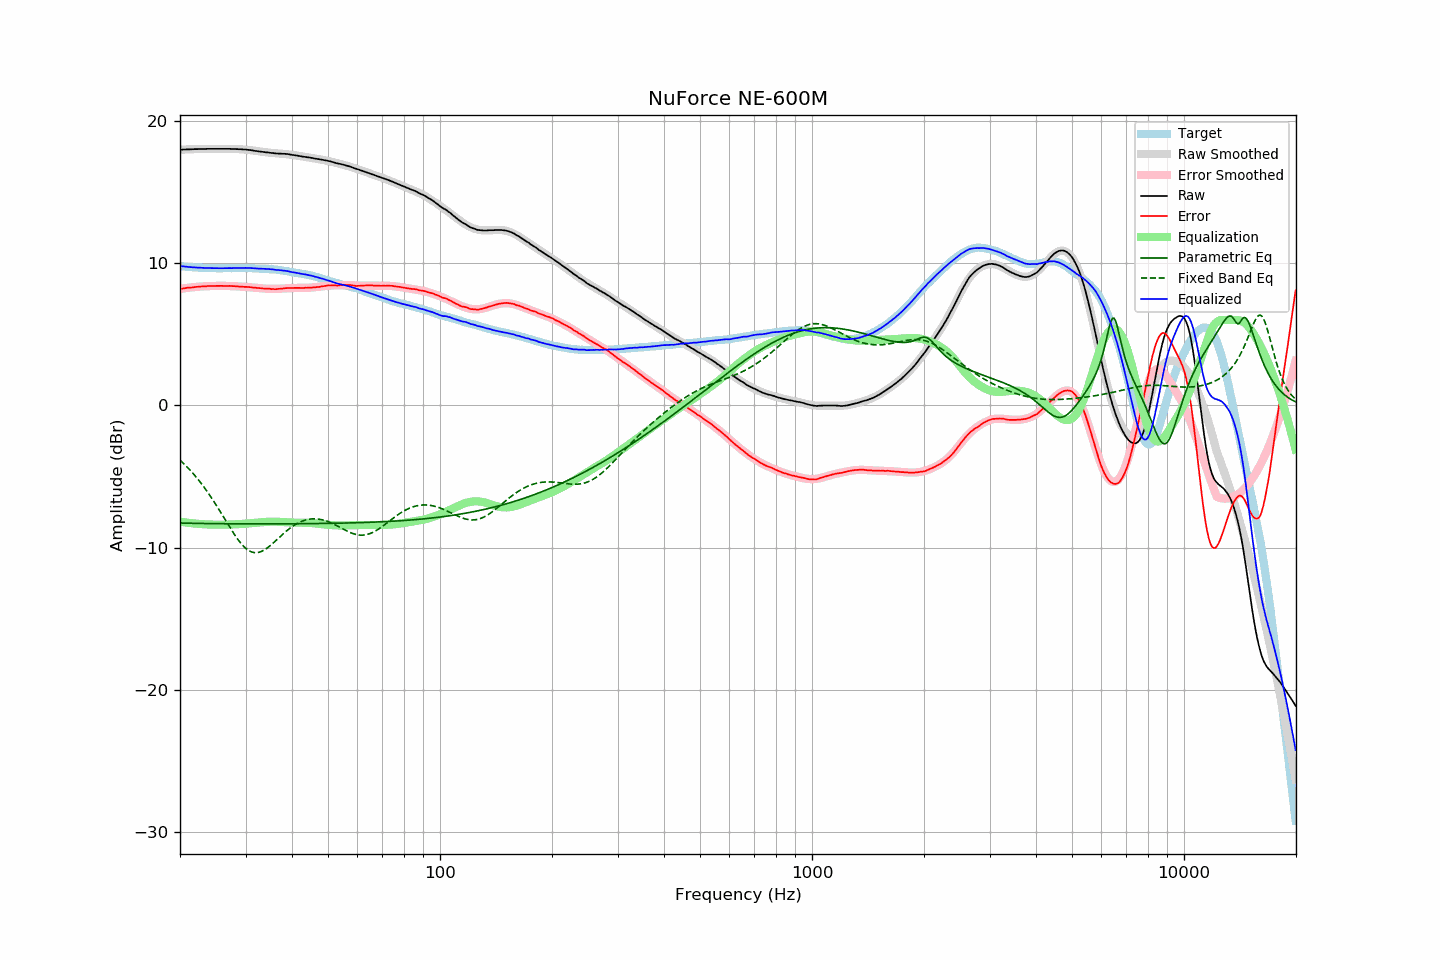 NuForce NE-600M
20
10
0
−10
−20
−30
Amplitude (dBr)
Target
Raw Smoothed
Error Smoothed
Raw
Error
Equalization
Parametric Eq
Fixed Band Eq
Equalized
100
1000
10000
Frequency (Hz)